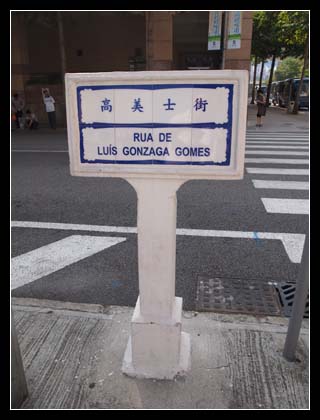 高美士街
RUA DE
LUÍS GONZAGA GOMES